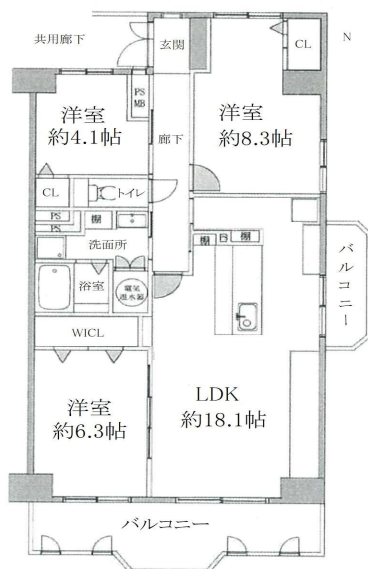 共用廊下
玄関
CL
N
洋室
約4.1帖
PS
MB
洋室
約8.3帖
廊下
CL
トイレ
PS
PS
棚
洗面所
棚
棚
バルコニー
浴室
電気
温水器
WICL
洋室
約6.3帖
LDK
約18.1帖
バルコニー